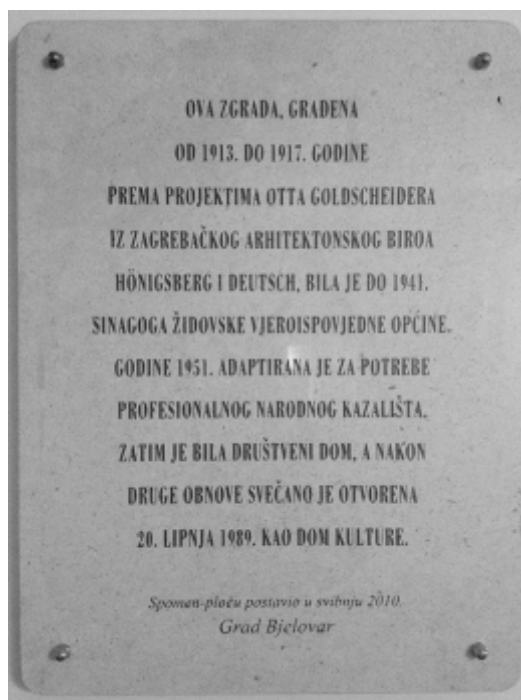 OVA ZGRADA, GRAĐENA
OD 1913. DO 1917. GODINE
PREMA PROJEKTIMA OTTA GOLDSCHEIDERA
IZ ZAGREBAČKOG ARHITEKTONSKOG BIROA
HÖNIGSBERG I DEUTSCH, BILA JE DO 1941.
SINAGOGA ŽIDOVSKE VJEROISPOVJEDNE OPĆINE.
GODINE 1951. ADAPTIRANA JE ZA POTREBE
PROFESIONALNOG NARODNOG KAZALIŠTA,
ZATIM JE BILA DRUŠTVENI DOM, A NAKON
DRUGE OBNOVE SVEČANO JE OTVORENA
20. LIPNJA 1989. KAO DOM KULTURE.
Spomen-ploču postavio u svibnju 2010.
Grad Bjelovar